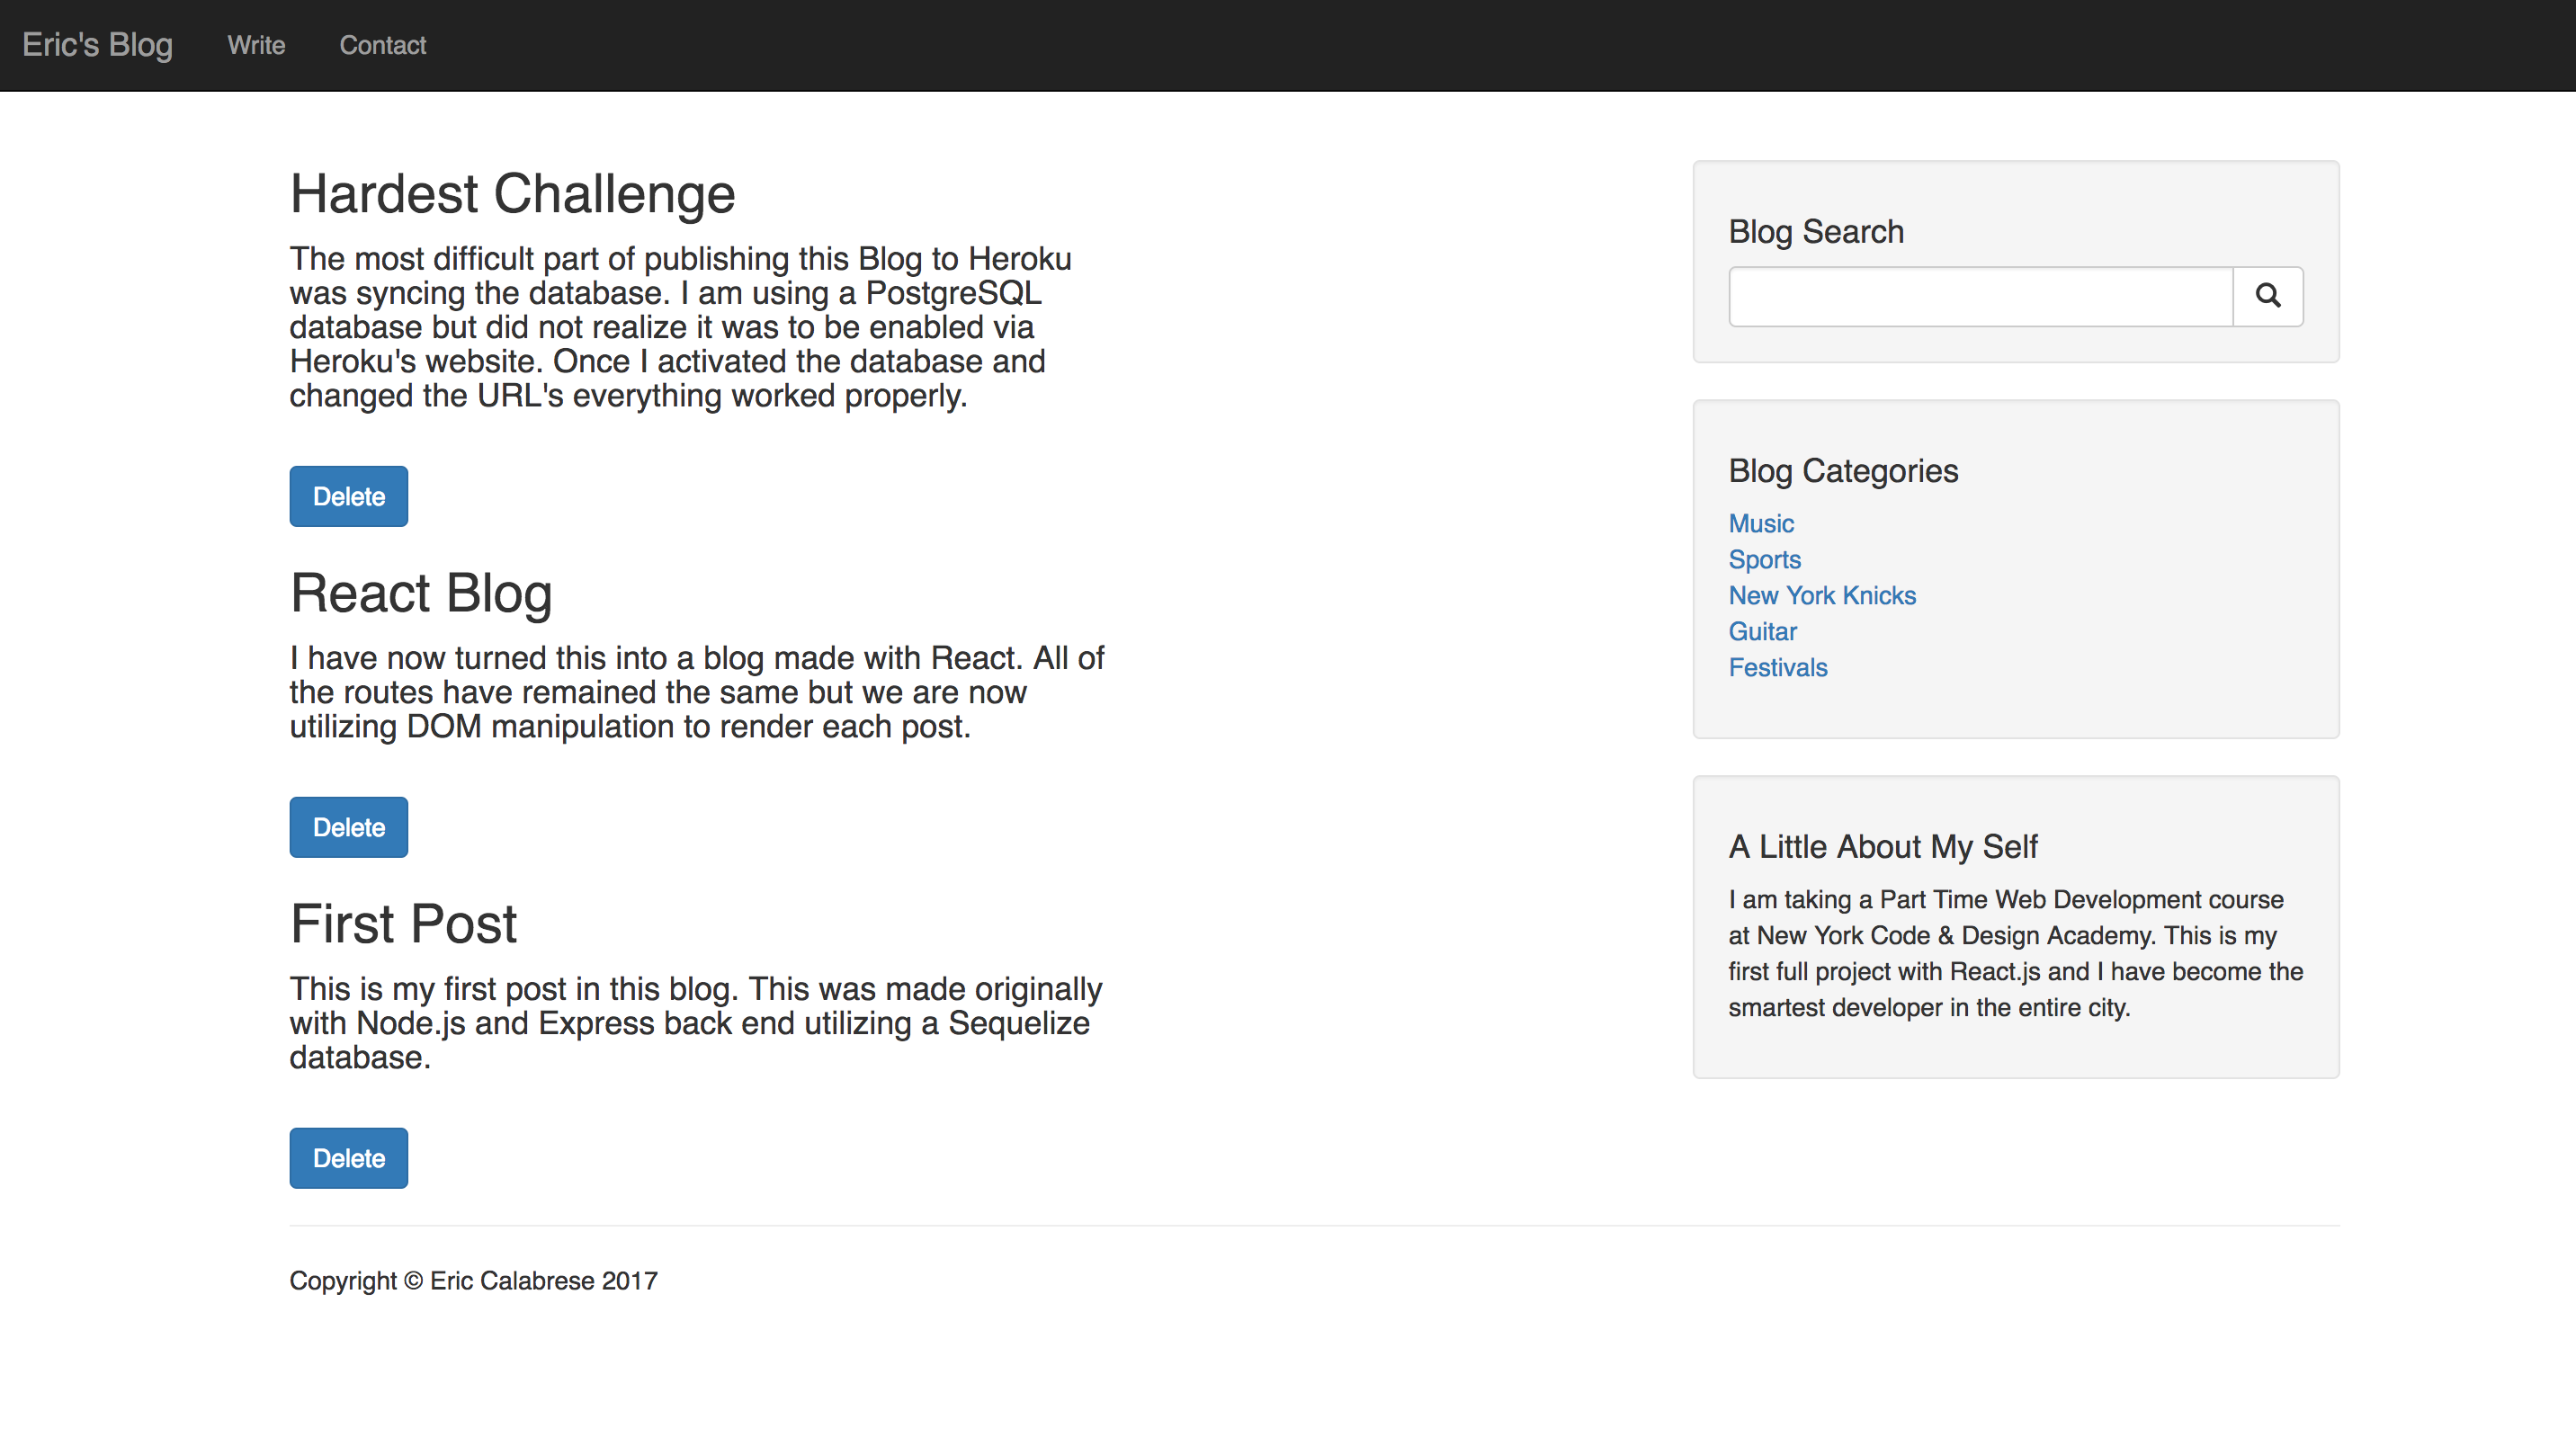 Eric's Blog Write Contact
Hardest Challenge
The most difficult part of publishing this Blog to Heroku
was syncing the database. I am using a PostgreSQL
database but did not realize it was to be enabled via
Heroku's website. Once I activated the database and
changed the URL's everything worked properly.
Delete
React Blog
I have now turned this into a blog made with React. All of
the routes have remained the same but we are now
utilizing DOM manipulation to render each post.
Delete
First Post
This is my first post in this blog. This was made originally
with Node.js and Express back end utilizing a Sequelize
database.
Delete
Blog Search
Blog Categories
Music
Sports
New York Knicks
Guitar
Festivals
A Little About My Self
I am taking a Part Time Web Development course
at New York Code & Design Academy. This is my
first full project with React.js and I have become the
smartest developer in the entire city.
Copyright © Eric Calabrese 2017